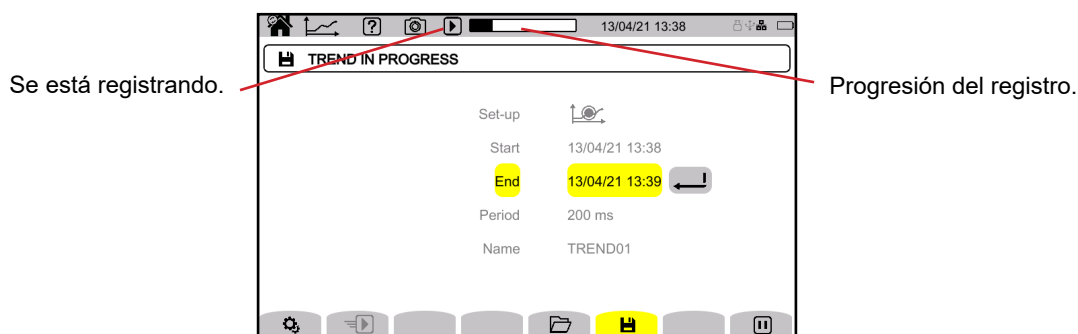 13/04/21 13:38
TREND IN PROGRESS
Se está registrando.
Progresión del registro.
Set-up
Start 13/04/21 13:38
End 13/04/21 13:39
Period 200 ms
Name TREND01